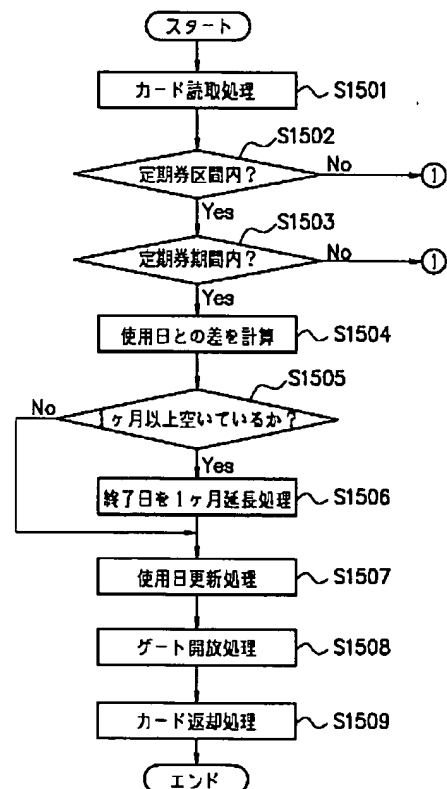 スタート
カード読取処理 S1501
S1502
定期券区間内? No ①
Yes
S1503
定期券期間内? No ①
Yes
使用日との差を計算 S1504
S1505
No 1ヶ月以上空いているか?
Yes
終了日を1ヶ月延長処理 S1506
使用日更新処理 S1507
ゲート開放処理 S1508
カード返却処理 S1509
エンド